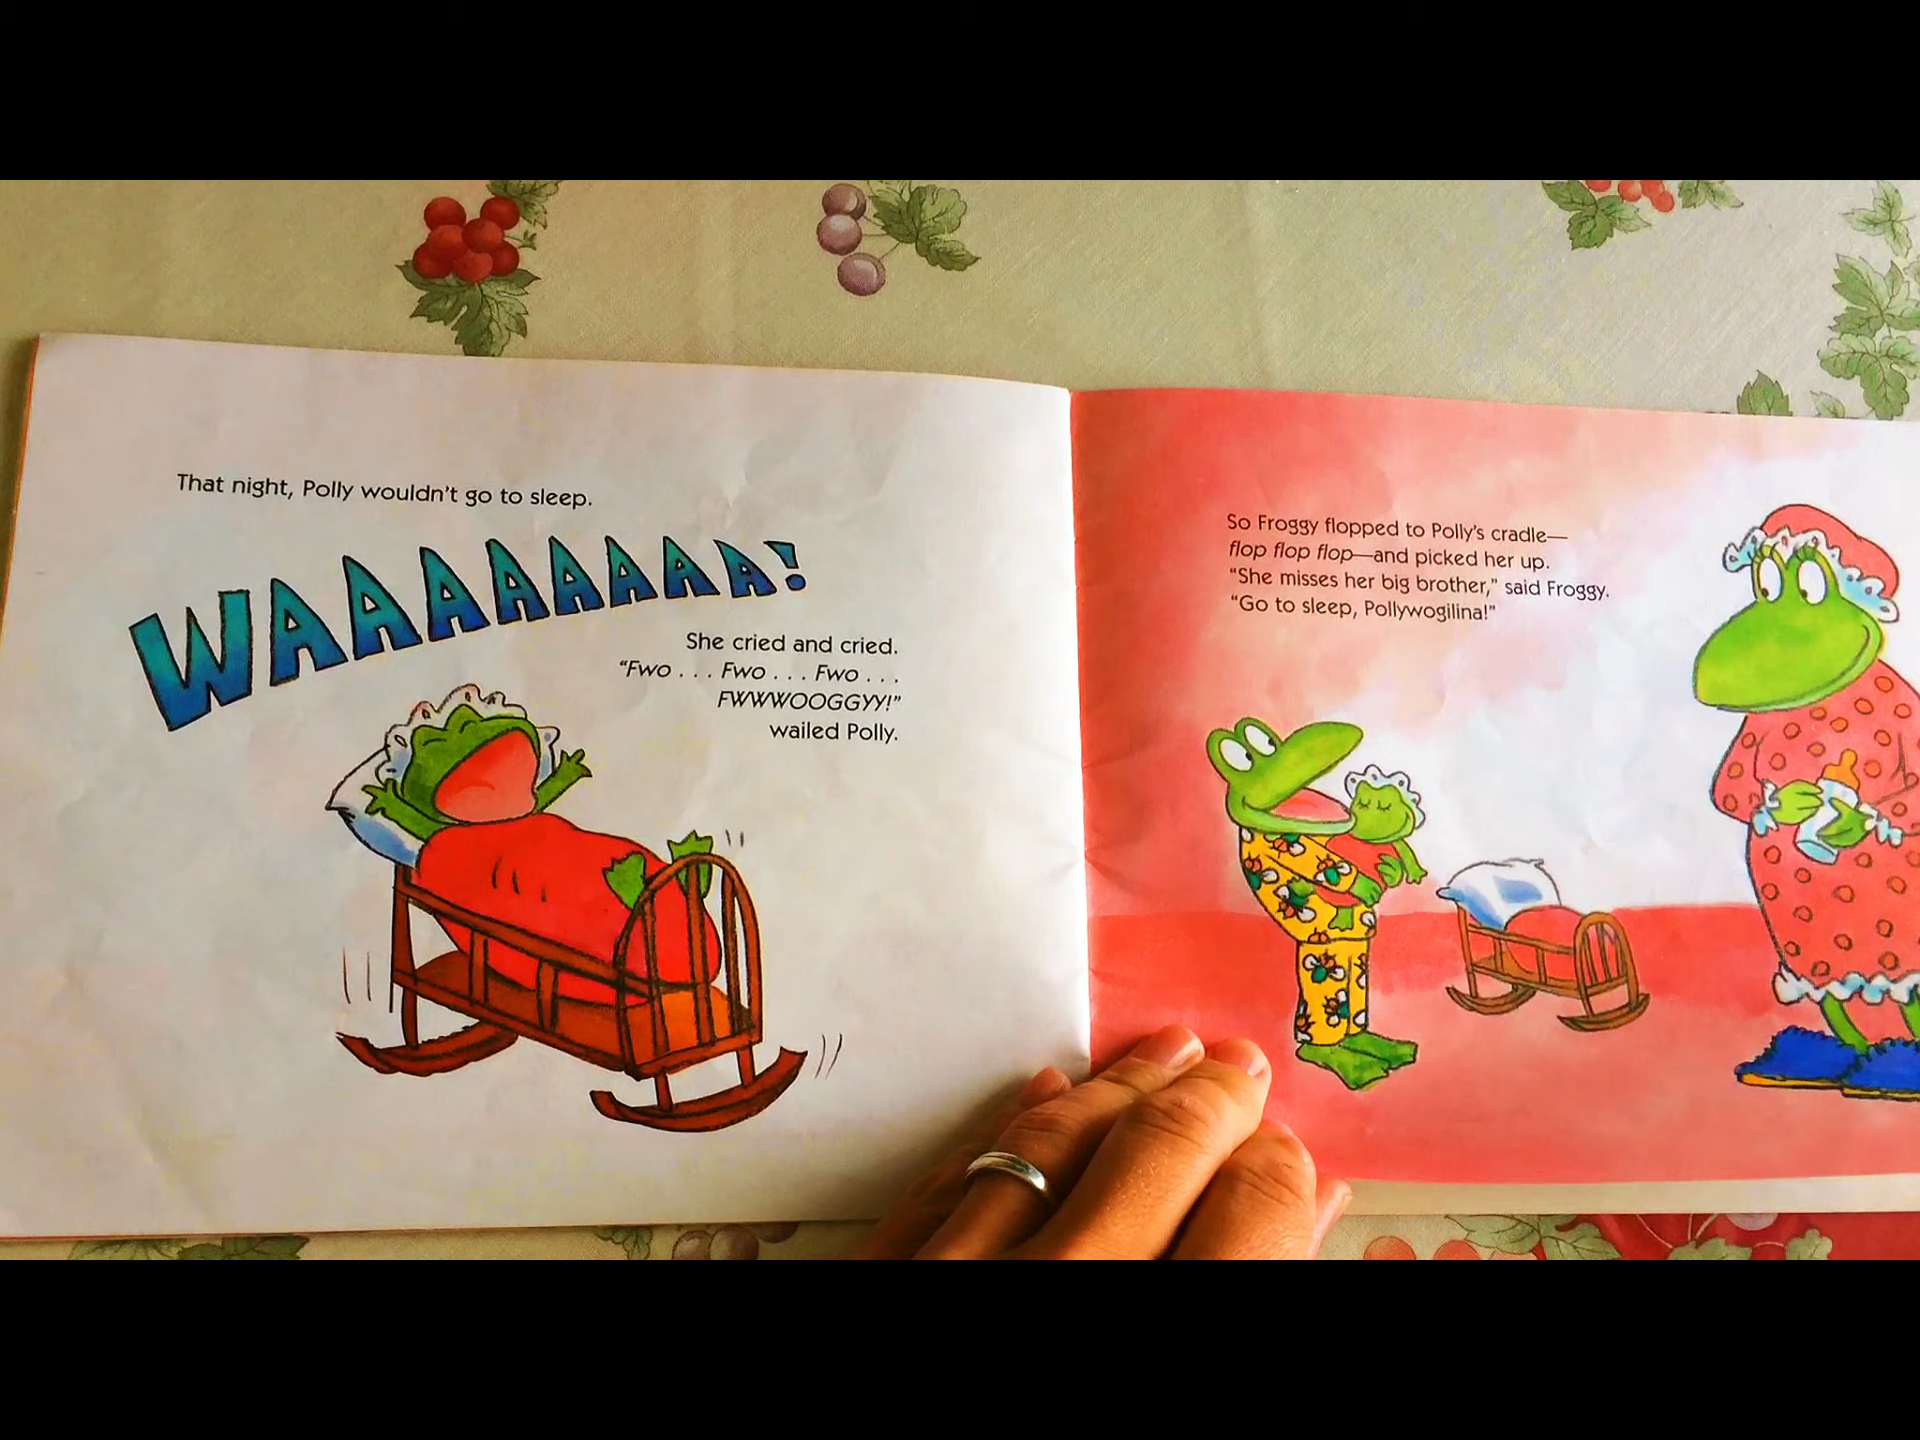 That night, Polly wouldn't go to sleep.
WAAAAAAAAA!
She cried and cried.
“Fwo . . . Fwo . . . Fwo . . .
FWWWOOGGYY!”
wailed Polly.
So Froggy flopped to Polly's cradle—
flop flop flop—and picked her up.
“She misses her big brother,” said Froggy.
“Go to sleep, Pollywogilina!”